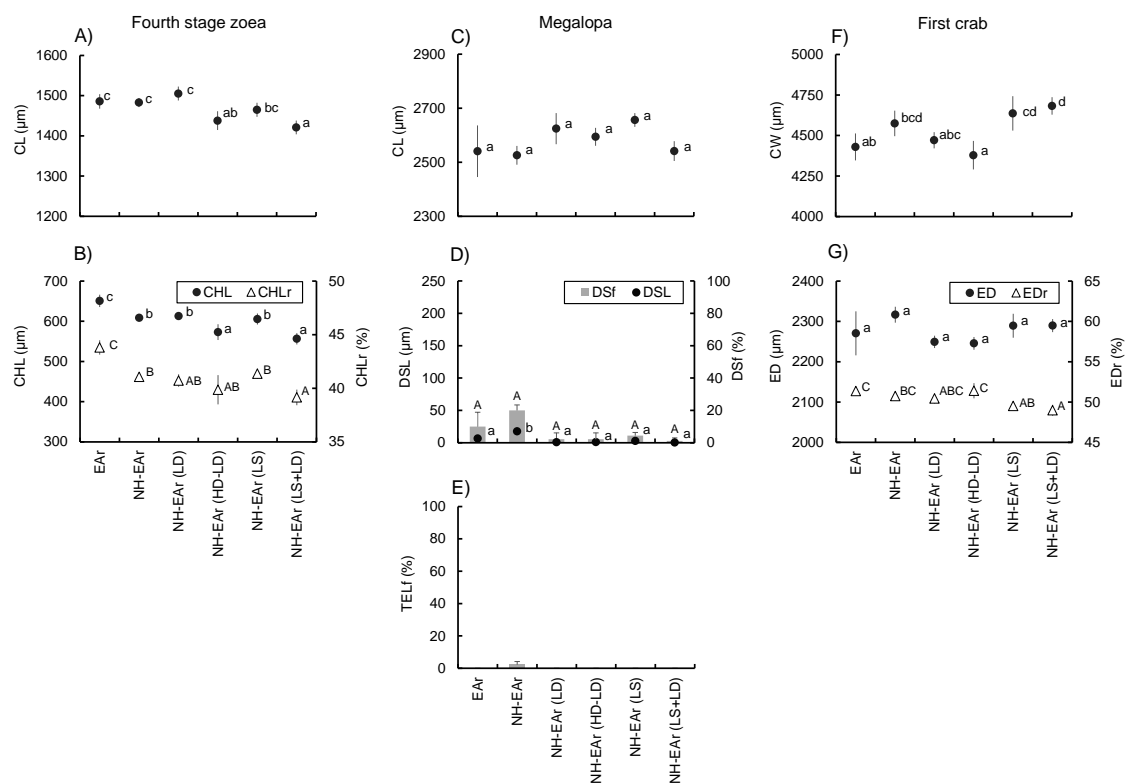 Fourth stage zoea
Megalopa
First crab
A)
1600
1500
1400
1300
1200
CL (µm)
c
c
c
ab
bc
a
C)
2900
2700
2500
2300
CL (µm)
a
a
a
a
a
a
F)
5000
4750
4500
4250
4000
CW (µm)
ab
bcd
abc
a
cd
d
B)
700
600
500
400
300
CHL (µm)
50
45
40
35
CHLr (%)
CHL
CHLr
c
b
b
a
b
a
C
B
AB
AB
B
A
EAr
NH-EAr
NH-EAr (LD)
NH-EAr (HD-LD)
NH-EAr (LS)
NH-EAr (LS+LD)
D)
250
200
150
100
50
0
DSL (µm)
100
80
60
40
20
0
DSf (%)
DSf
DSL
A
A
A
A
A
A
a
b
a
a
a
a
G)
2400
2300
2200
2100
2000
ED (µm)
65
60
55
50
45
EDr (%)
ED
EDr
a
a
a
a
a
a
C
BC
ABC
C
AB
A
EAr
NH-EAr
NH-EAr (LD)
NH-EAr (HD-LD)
NH-EAr (LS)
NH-EAr (LS+LD)
E)
100
80
60
40
20
0
TELf (%)
EAr
NH-EAr
NH-EAr (LD)
NH-EAr (HD-LD)
NH-EAr (LS)
NH-EAr (LS+LD)